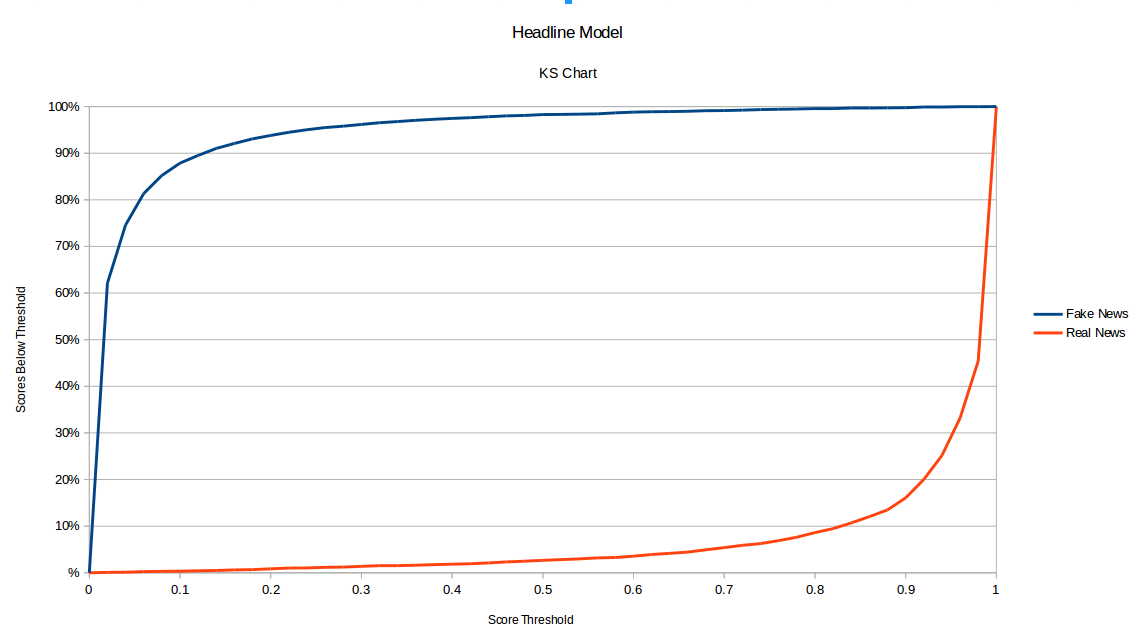 Headline Model
KS Chart
100%
90%
80%
70%
60%
50%
40%
30%
20%
10%
%
Scores Below Threshold
0 0.1 0.2 0.3 0.4 0.5 0.6 0.7 0.8 0.9 1
Score Threshold
Fake News
Real News